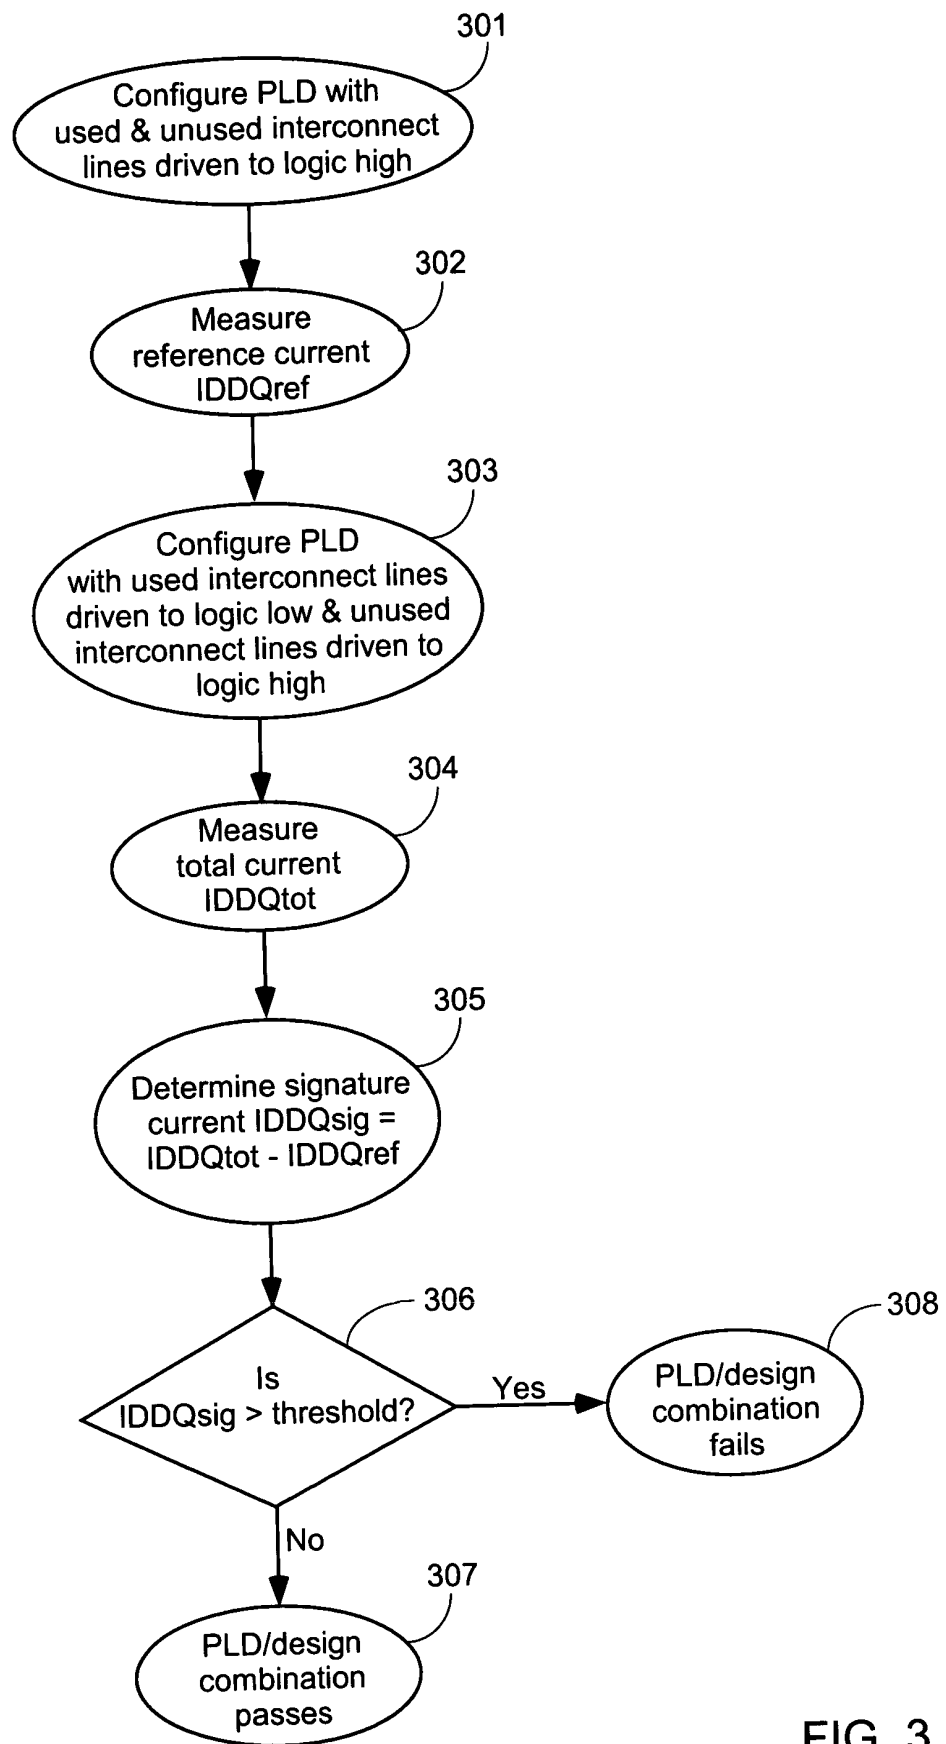 301
Configure PLD with
used & unused interconnect
lines driven to logic high
302
Measure
reference current
IDDQref
303
Configure PLD
with used interconnect lines
driven to logic low & unused
interconnect lines driven to
logic high
304
Measure
total current
IDDQtot
305
Determine signature
current IDDQsig =
IDDQtot - IDDQref
306
Is
IDDQsig > threshold?
Yes
308
PLD/design
combination
fails
No
307
PLD/design
combination
passes
FIG. 3